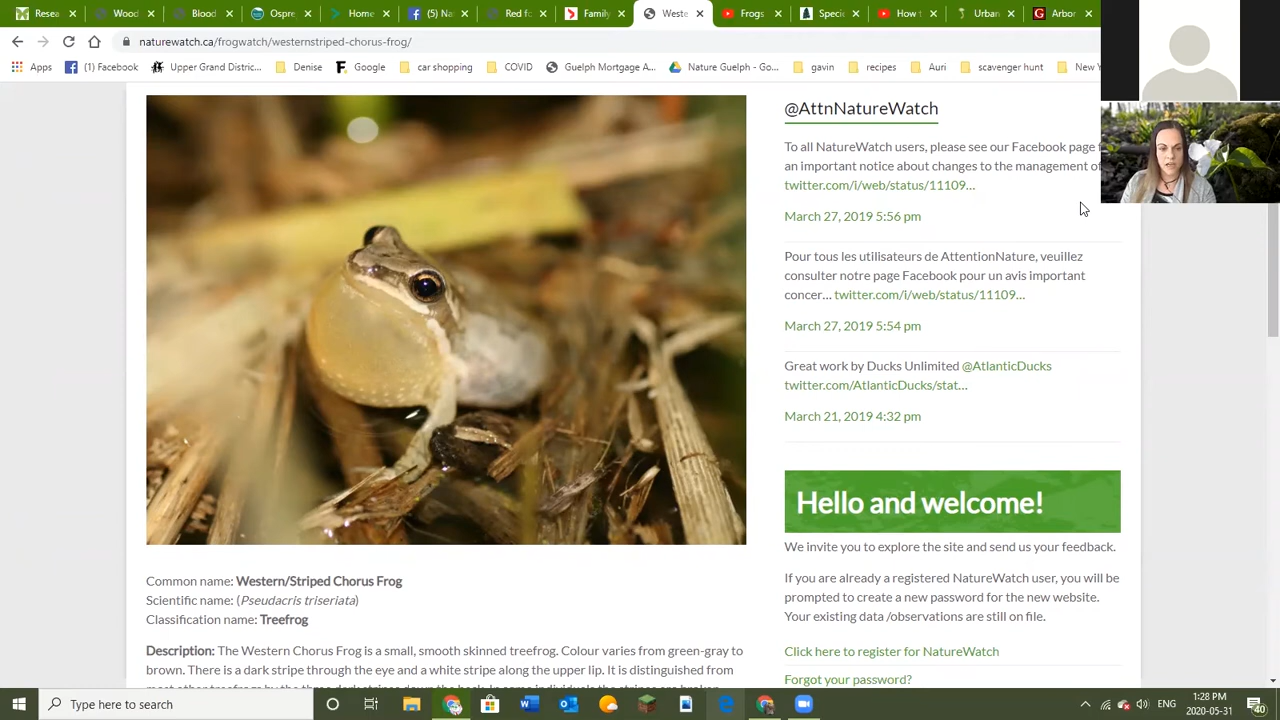 Resea
Wood
Blood
Ospre
Home
(5) Na
Red fo
Family
Weste
Frogs
Specie
How t
Urban
Arbor
naturewatch.ca/frogwatch/westernstriped-chorus-frog/
Apps
(1) Facebook
Upper Grand Distric...
Denise
Google
car shopping
COVID
Guelph Mortgage A...
Nature Guelph - Go...
gavin
recipes
Auri
scavenger hunt
New Y
@AttnNatureWatch
To all NatureWatch users, please see our Facebook page f
an important notice about changes to the management of
twitter.com/i/web/status/11109...
March 27, 2019 5:56 pm
Pour tous les utilisateurs de AttentionNature, veuillez
consulter notre page Facebook pour un avis important
concer... twitter.com/i/web/status/11109...
March 27, 2019 5:54 pm
Great work by Ducks Unlimited @AtlanticDucks
twitter.com/AtlanticDucks/stat...
March 21, 2019 4:32 pm
Hello and welcome!
We invite you to explore the site and send us your feedback.
If you are already a registered NatureWatch user, you will be
prompted to create a new password for the new website.
Your existing data /observations are still on file.
Click here to register for NatureWatch
Forgot your password?
Common name: Western/Striped Chorus Frog
Scientific name: (Pseudacris triseriata)
Classification name: Treefrog
Description: The Western Chorus Frog is a small, smooth skinned treefrog. Colour varies from green-gray to
brown. There is a dark stripe through the eye and a white stripe along the upper lip. It is distinguished from
Type here to search
ENG
1:28 PM
2020-05-31
40